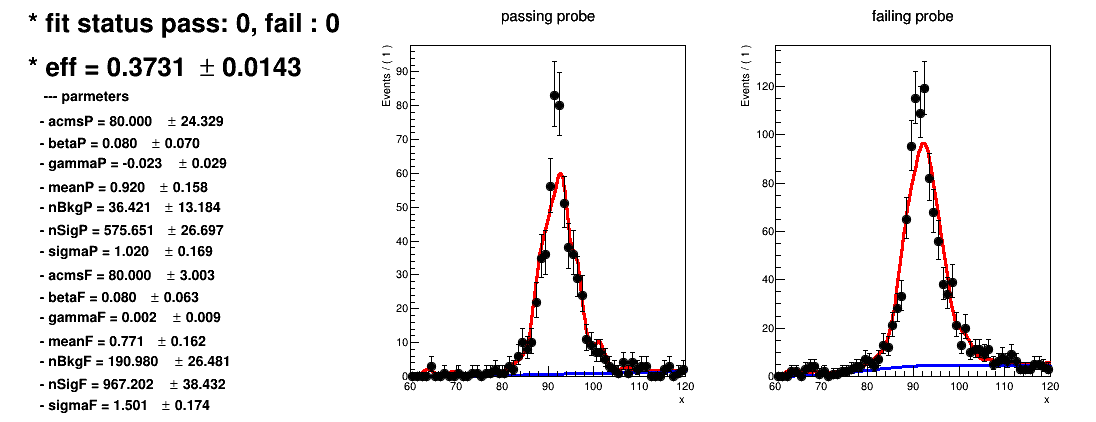 * fit status pass: 0, fail : 0
* eff = 0.3731 ± 0.0143
--- parmeters
- acmsP = 80.000 ± 24.329
- betaP = 0.080 ± 0.070
- gammaP = -0.023 ± 0.029
- meanP = 0.920 ± 0.158
- nBkgP = 36.421 ± 13.184
- nSigP = 575.651 ± 26.697
- sigmaP = 1.020 ± 0.169
- acmsF = 80.000 ± 3.003
- betaF = 0.080 ± 0.063
- gammaF = 0.002 ± 0.009
- meanF = 0.771 ± 0.162
- nBkgF = 190.980 ± 26.481
- nSigF = 967.202 ± 38.432
- sigmaF = 1.501 ± 0.174
passing probe
Events / ( 1 )
90
80
70
60
50
40
30
20
10
0
60 70 80 90 100 110 120
x
failing probe
Events / ( 1 )
120
100
80
60
40
20
0
60 70 80 90 100 110 120
x